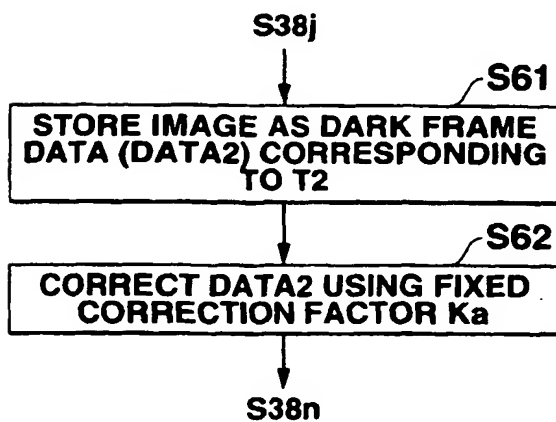 S38j
S61
STORE IMAGE AS DARK FRAME
DATA (DATA2) CORRESPONDING
TO T2
S62
CORRECT DATA2 USING FIXED
CORRECTION FACTOR Ka
S38n